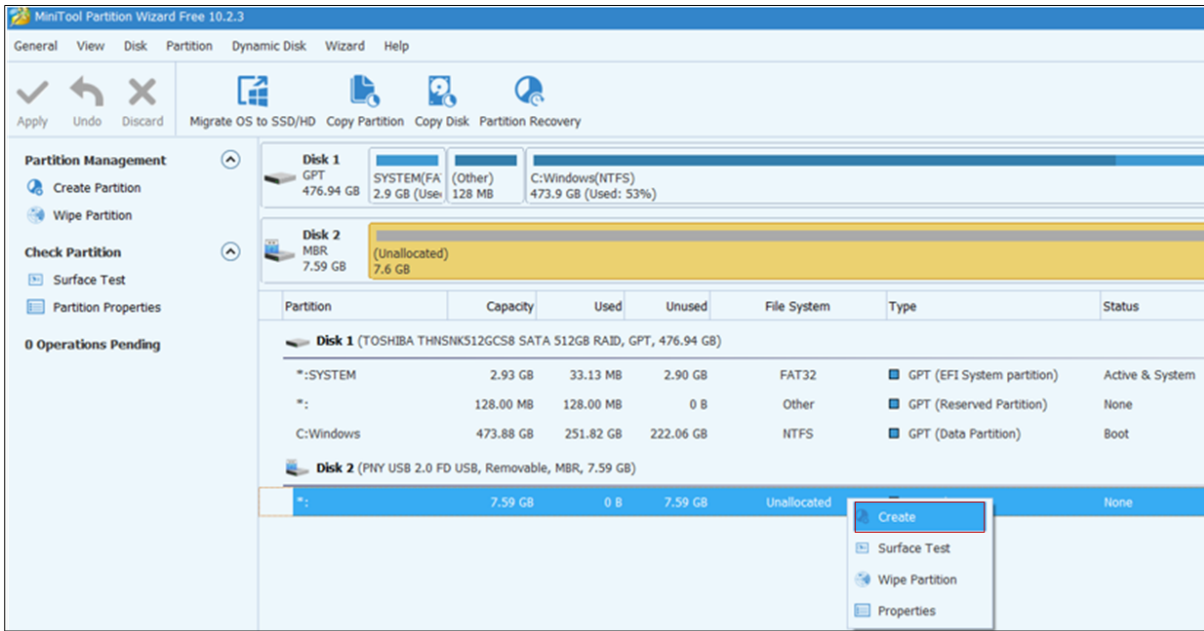 MiniTool Partition Wizard Free 10.2.3
General View Disk Partition Dynamic Disk Wizard Help
Apply Undo Discard Migrate OS to SSD/HD Copy Partition Copy Disk Partition Recovery
Partition Management
Create Partition
Wipe Partition
Check Partition
Surface Test
Partition Properties
0 Operations Pending
Disk 1
GPT
476.94 GB
SYSTEM(FA
2.9 GB (Use
(Other)
128 MB
C:Windows(NTFS)
473.9 GB (Used: 53%)
Disk 2
MBR
7.59 GB
(Unallocated)
7.6 GB
Partition Capacity Used Unused File System Type Status
Disk 1 (TOSHIBA THNSNK512GCS8 SATA 512GB RAID, GPT, 476.94 GB)
*:SYSTEM 2.93 GB 33.13 MB 2.90 GB FAT32 GPT (EFI System partition) Active & System
*: 128.00 MB 128.00 MB 0 B Other GPT (Reserved Partition) None
C:Windows 473.88 GB 251.82 GB 222.06 GB NTFS GPT (Data Partition) Boot
Disk 2 (PNY USB 2.0 FD USB, Removable, MBR, 7.59 GB)
*: 7.59 GB 0 B 7.59 GB Unallocated None
Create
Surface Test
Wipe Partition
Properties